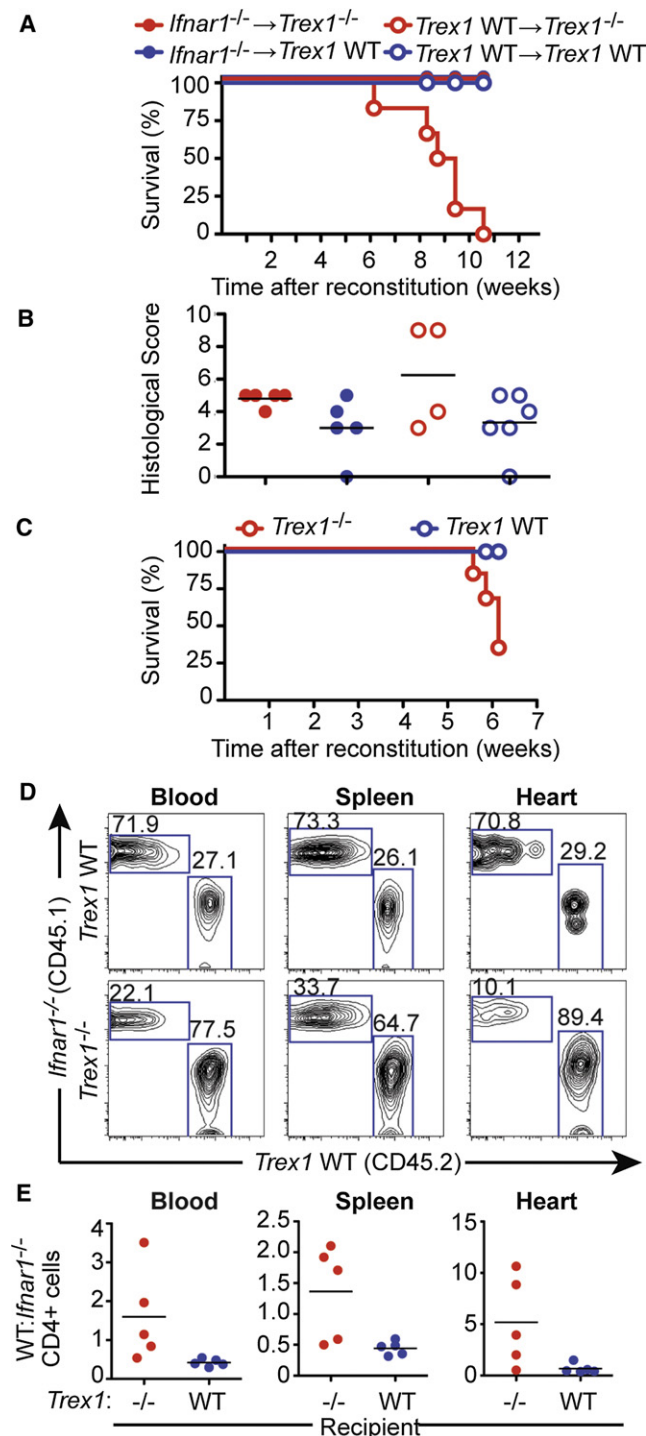 A
Ifnar1-/-→Trex1-/- Trex1 WT→Trex1-/-
Ifnar1-/-→Trex1 WT Trex1 WT→Trex1 WT
Survival (%)
100
75
50
25
0
2 4 6 8 10 12
Time after reconstitution (weeks)
B
Histological Score
10
8
6
4
2
0
C
Trex1-/- Trex1 WT
Survival (%)
100
75
50
25
0
1 2 3 4 5 6 7
Time after reconstitution (weeks)
D
Blood Spleen Heart
Ifnar1-/- (CD45.1)
Trex1 WT
71.9 27.1 73.3 26.1 70.8 29.2
Trex1-/-
22.1 77.5 33.7 64.7 10.1 89.4
Trex1 WT (CD45.2)
E
Blood Spleen Heart
WT:Ifnar1-/-
CD4+ cells
4
3
2
1
0
2.5
2.0
1.5
1.0
0.5
0.0
15
10
5
0
Trex1: -/- WT -/- WT -/- WT
Recipient